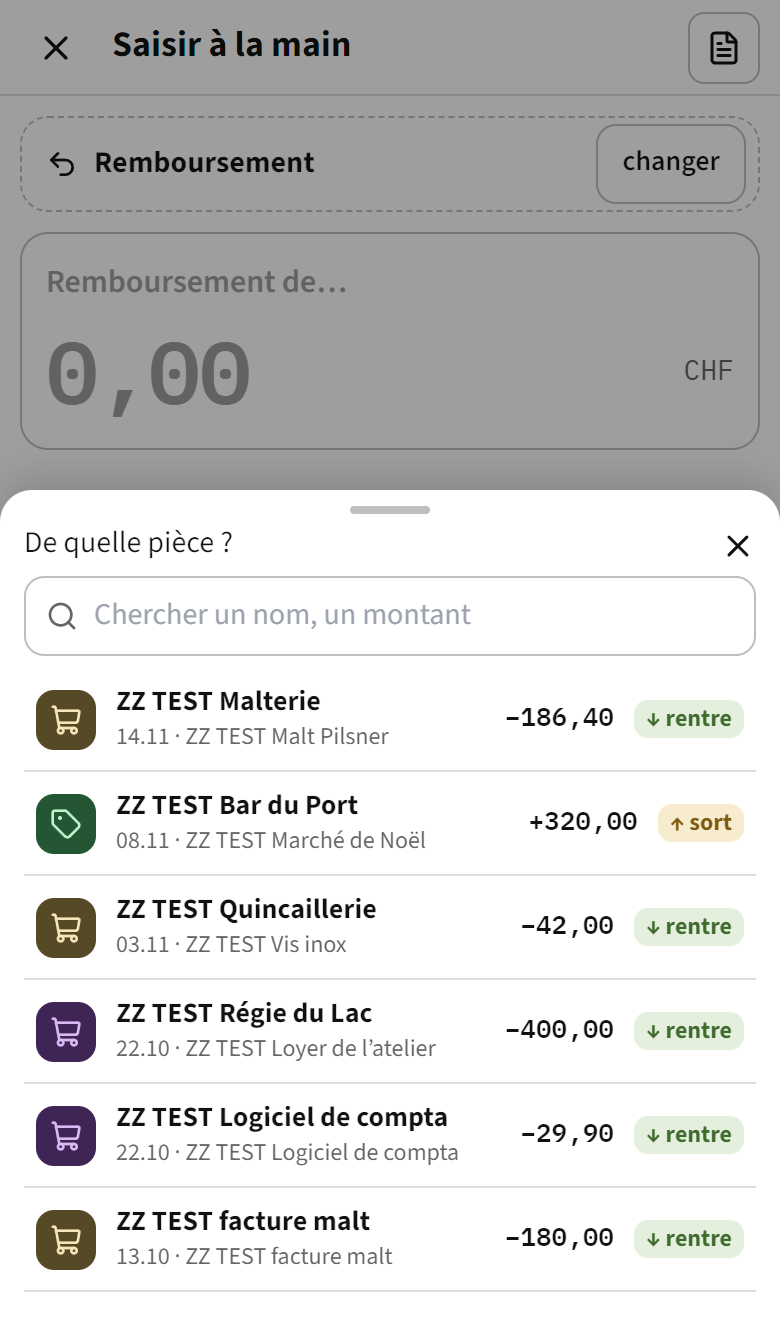 Saisir à la main
Remboursement
changer
Remboursement de…
0,00
CHF
De quelle pièce ?
Chercher un nom, un montant
ZZ TEST Malterie
14.11 · ZZ TEST Malt Pilsner
−186,40
↓ rentre
ZZ TEST Bar du Port
08.11 · ZZ TEST Marché de Noël
+320,00
↑ sort
ZZ TEST Quincaillerie
03.11 · ZZ TEST Vis inox
−42,00
↓ rentre
ZZ TEST Régie du Lac
22.10 · ZZ TEST Loyer de l’atelier
−400,00
↓ rentre
ZZ TEST Logiciel de compta
22.10 · ZZ TEST Logiciel de compta
−29,90
↓ rentre
ZZ TEST facture malt
13.10 · ZZ TEST facture malt
−180,00
↓ rentre